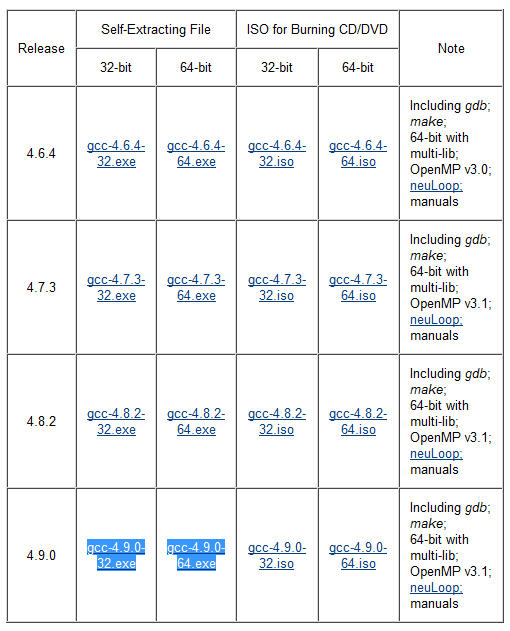 Release
Self-Extracting File
ISO for Burning CD/DVD
Note
32-bit
64-bit
32-bit
64-bit
4.6.4
gcc-4.6.4-
32.exe
gcc-4.6.4-
64.exe
gcc-4.6.4-
32.iso
gcc-4.6.4-
64.iso
Including gdb;
make;
64-bit with
multi-lib;
OpenMP v3.0;
neuLoop;
manuals
4.7.3
gcc-4.7.3-
32.exe
gcc-4.7.3-
64.exe
gcc-4.7.3-
32.iso
gcc-4.7.3-
64.iso
Including gdb;
make;
64-bit with
multi-lib;
OpenMP v3.1;
neuLoop;
manuals
4.8.2
gcc-4.8.2-
32.exe
gcc-4.8.2-
64.exe
gcc-4.8.2-
32.iso
gcc-4.8.2-
64.iso
Including gdb;
make;
64-bit with
multi-lib;
OpenMP v3.1;
neuLoop;
manuals
4.9.0
gcc-4.9.0-
32.exe
gcc-4.9.0-
64.exe
gcc-4.9.0-
32.iso
gcc-4.9.0-
64.iso
Including gdb;
make;
64-bit with
multi-lib;
OpenMP v3.1;
neuLoop;
manuals